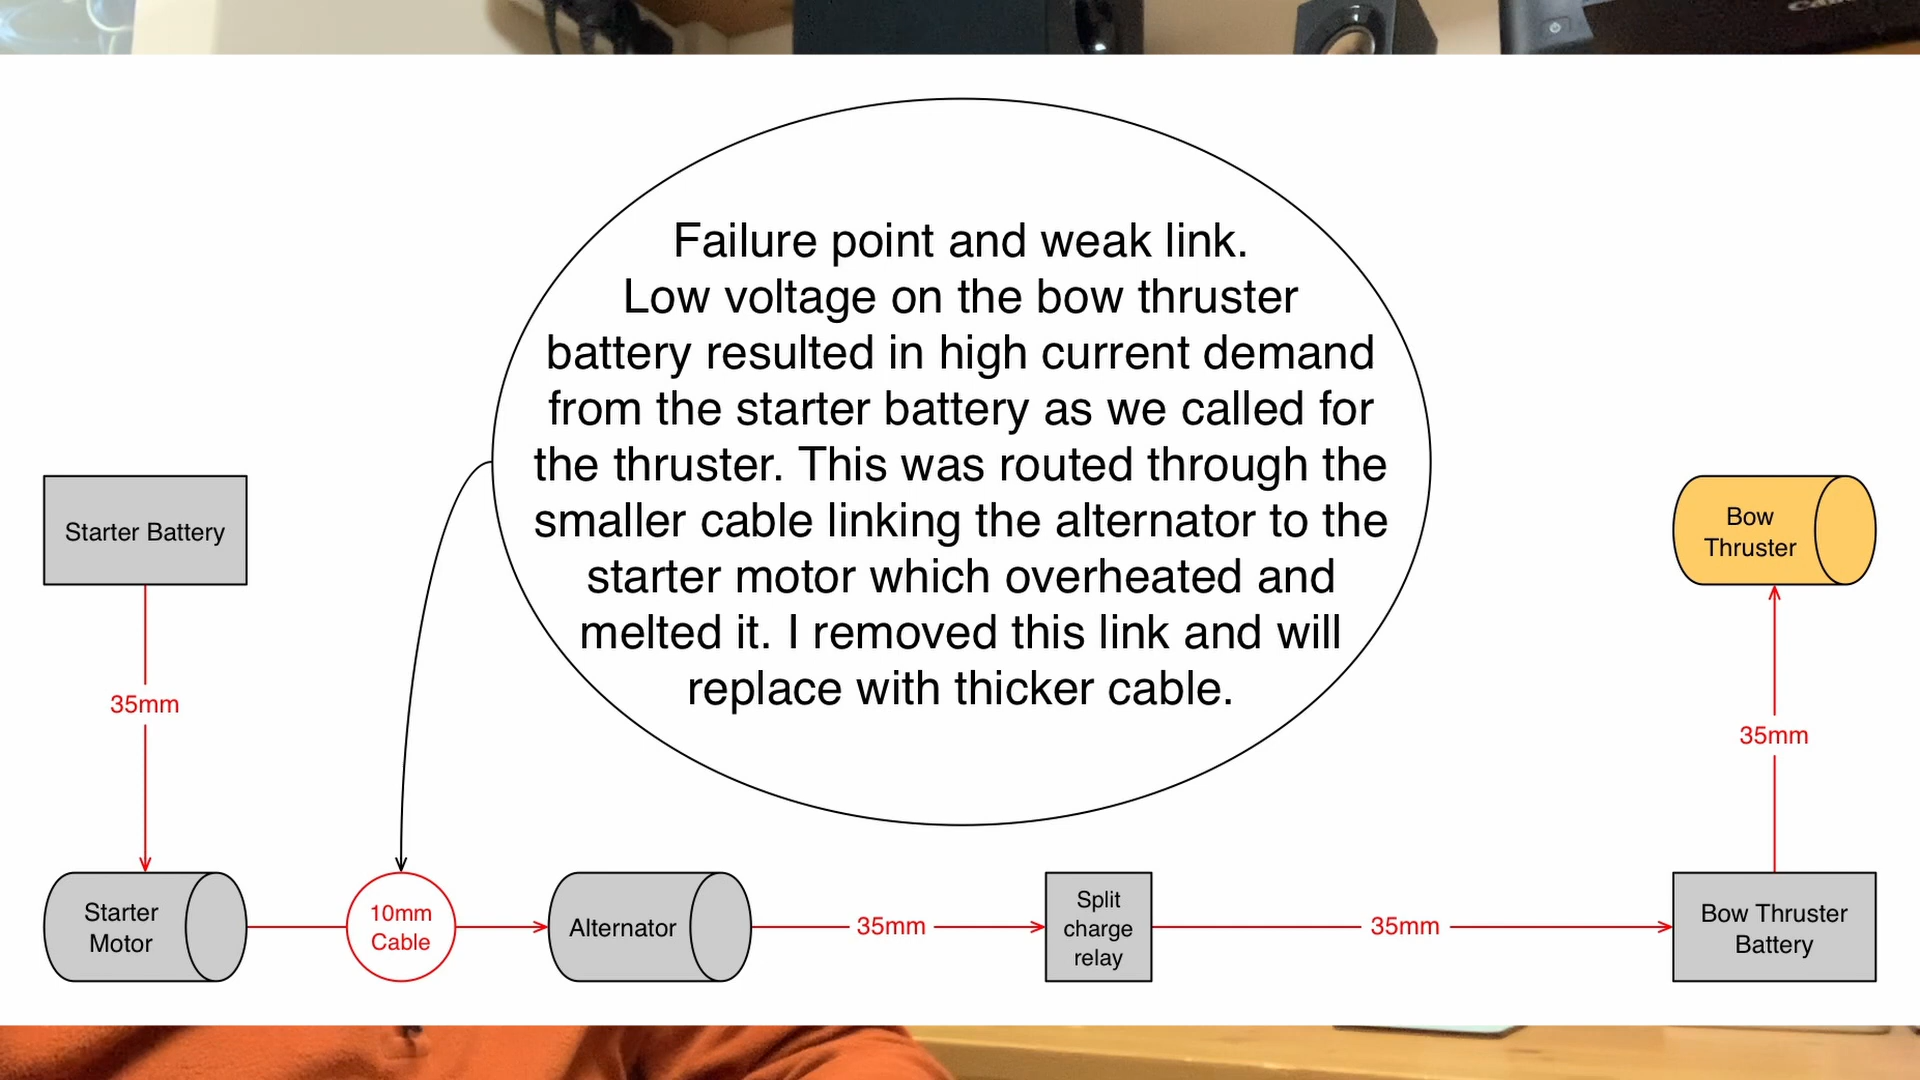 Failure point and weak link.
Low voltage on the bow thruster
battery resulted in high current demand
from the starter battery as we called for
the thruster. This was routed through the
smaller cable linking the alternator to the
starter motor which overheated and
melted it. I removed this link and will
replace with thicker cable.
Starter Battery
Bow
Thruster
35mm
35mm
Starter
Motor
10mm
Cable
Alternator
35mm
Split
charge
relay
35mm
Bow Thruster
Battery